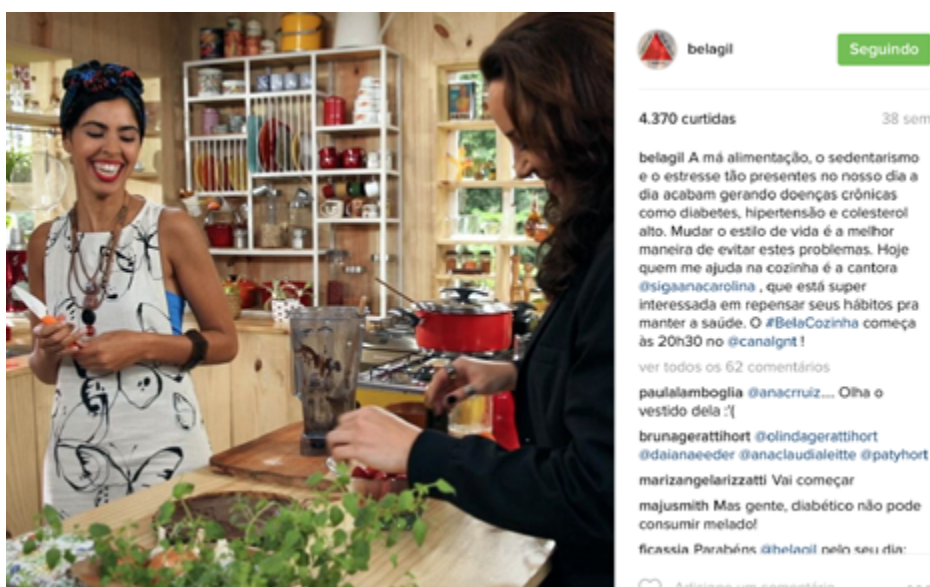 belagil
Seguindo
4.370 curtidas
38 sem
belagil A má alimentação, o sedentarismo
e o estresse tão presentes no nosso dia a
dia acabam gerando doenças crônicas
como diabetes, hipertensão e colesterol
alto. Mudar o estilo de vida é a melhor
maneira de evitar estes problemas. Hoje
quem me ajuda na cozinha é a cantora
@sigaanacarolina , que está super
interessada em repensar seus hábitos pra
manter a saúde. O #BelaCozinha começa
às 20h30 no @canalgnt !
ver todos os 62 comentários
paulalamboglia @anacrruiz.... Olha o
vestido dela :'(
brunagerattihort @olindagerattihort
@daianaeeder @anaclaudialeitte @patyhort
marizangelarizzatti Vai começar
majusmith Mas gente, diabético não pode
consumir melado!
ficassia Parabéns @belagil pelo seu dia:
Adicione um comentário